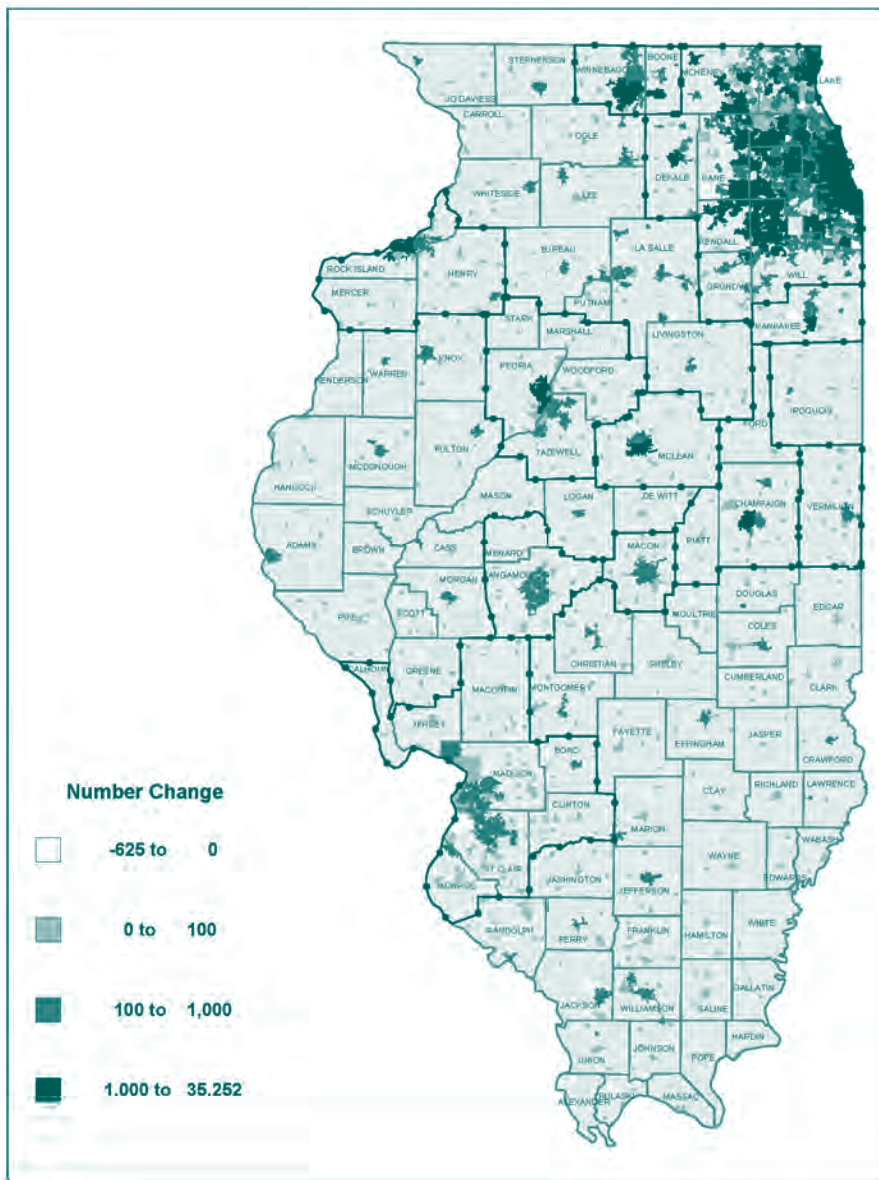 STEPHENSON
WINNEBAGO
BOONE
MCHENRY
LAKE
JO DAVIESS
CARROLL
OGLE
DEKALB
KANE
WHITESIDE
LEE
KENDALL
BUREAU
LA SALLE
ROCK ISLAND
HENRY
WILL
MERCER
PUTNAM
GRUNDY
STARK
MARSHALL
KANKAKEE
LIVINGSTON
KNOX
PEORIA
WOODFORD
WARREN
HENDERSON
IROQUOIS
FORD
FULTON
TAZEWELL
MCLEAN
MCDONOUGH
HANCOCK
MASON
LOGAN
DE WITT
CHAMPAIGN
VERMILION
SCHUYLER
ADAMS
BROWN
CASS
MENARD
MACON
PIATT
MORGAN
SANGAMON
DOUGLAS
EDGAR
SCOTT
MOULTRIE
PIKE
COLES
CHRISTIAN
SHELBY
CALHOUN
GREENE
CUMBERLAND
CLARK
MACOUPIN
MONTGOMERY
JERSEY
FAYETTE
EFFINGHAM
JASPER
CRAWFORD
BOND
MADISON
CLAY
RICHLAND
LAWRENCE
CLINTON
MARION
WABASH
WAYNE
ST CLAIR
EDWARDS
MONROE
WASHINGTON
JEFFERSON
RANDOLPH
PERRY
FRANKLIN
HAMILTON
WHITE
JACKSON
WILLIAMSON
SALINE
GALLATIN
HARDIN
UNION
JOHNSON
POPE
ALEXANDER
PULASKI
MASSAC
Number Change
-625 to 0
0 to 100
100 to 1,000
1.000 to 35.252